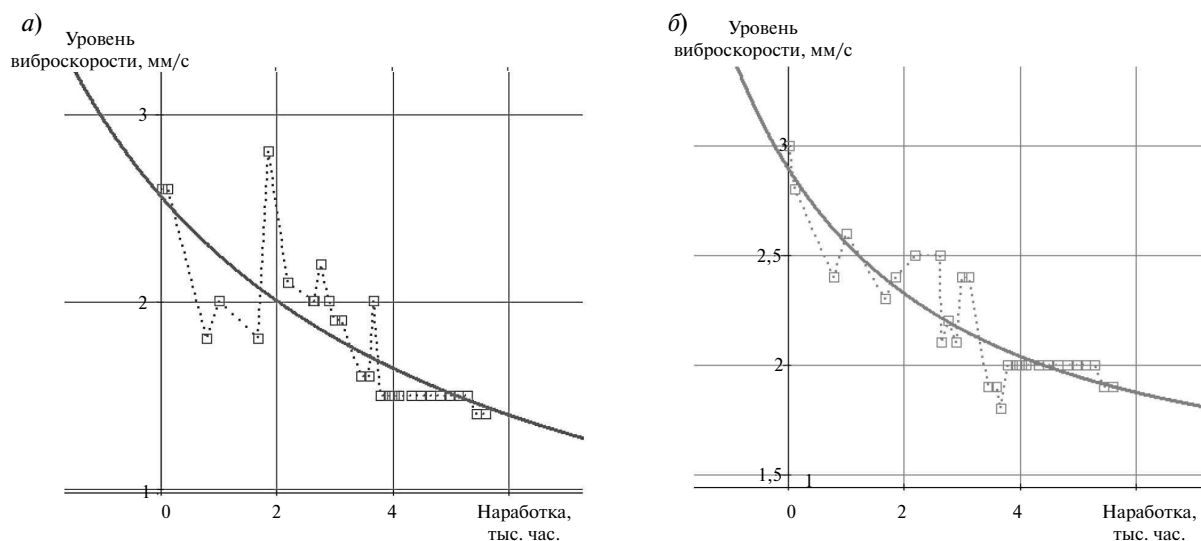 а)
Уровень
виброскорости, мм/с
3
2
1
0 2 4 Наработка,
тыс. час.
б)
Уровень
виброскорости, мм/с
3
2,5
2
1,5
1
0 2 4 Наработка,
тыс. час.